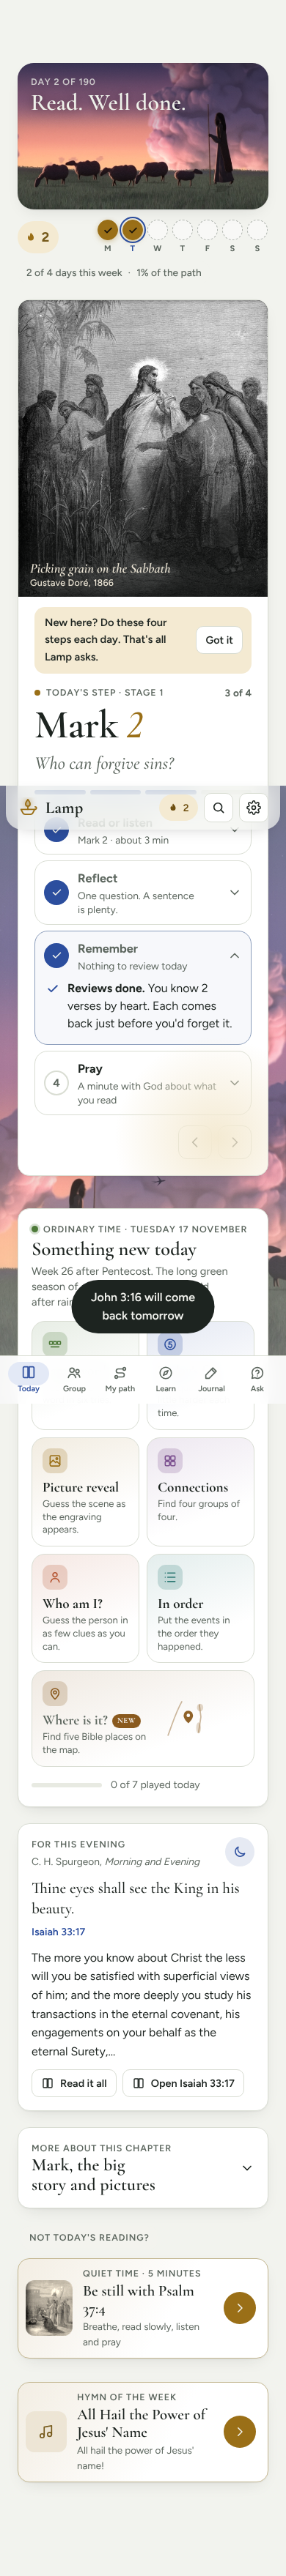 DAY 2 OF 190
Read. Well done.
2
M T W T F S S
2 of 4 days this week · 1% of the path
Picking grain on the Sabbath
Gustave Doré, 1866
New here? Do these four
steps each day. That's all
Lamp asks.
Got it
TODAY'S STEP · STAGE 1
3 of 4
Mark 2
Who can forgive sins?
Lamp
2
Read or listen
Mark 2 · about 3 min
Reflect
One question. A sentence
is plenty.
Remember
Nothing to review today
Reviews done. You know 2
verses by heart. Each comes
back just before you'd forget it.
4
Pray
A minute with God about what
you read
ORDINARY TIME · TUESDAY 17 NOVEMBER
Something new today
Week 26 after Pentecost. The long green
season of
after
John 3:16 will come
back tomorrow
Today
Group
My path
Learn
Journal
Ask
time.
Picture reveal
Guess the scene as
the engraving
appears.
Connections
Find four groups of
four.
Who am I?
Guess the person in
as few clues as you
can.
In order
Put the events in
the order they
happened.
Where is it? NEW
Find five Bible places on
the map.
0 of 7 played today
FOR THIS EVENING
C. H. Spurgeon, Morning and Evening
Thine eyes shall see the King in his
beauty.
Isaiah 33:17
The more you know about Christ the less
will you be satisfied with superficial views
of him; and the more deeply you study his
transactions in the eternal covenant, his
engagements on your behalf as the
eternal Surety,...
Read it all
Open Isaiah 33:17
MORE ABOUT THIS CHAPTER
Mark, the big
story and pictures
NOT TODAY'S READING?
QUIET TIME · 5 MINUTES
Be still with Psalm
37:4
Breathe, read slowly, listen
and pray
HYMN OF THE WEEK
All Hail the Power of
Jesus' Name
All hail the power of Jesus'
name!